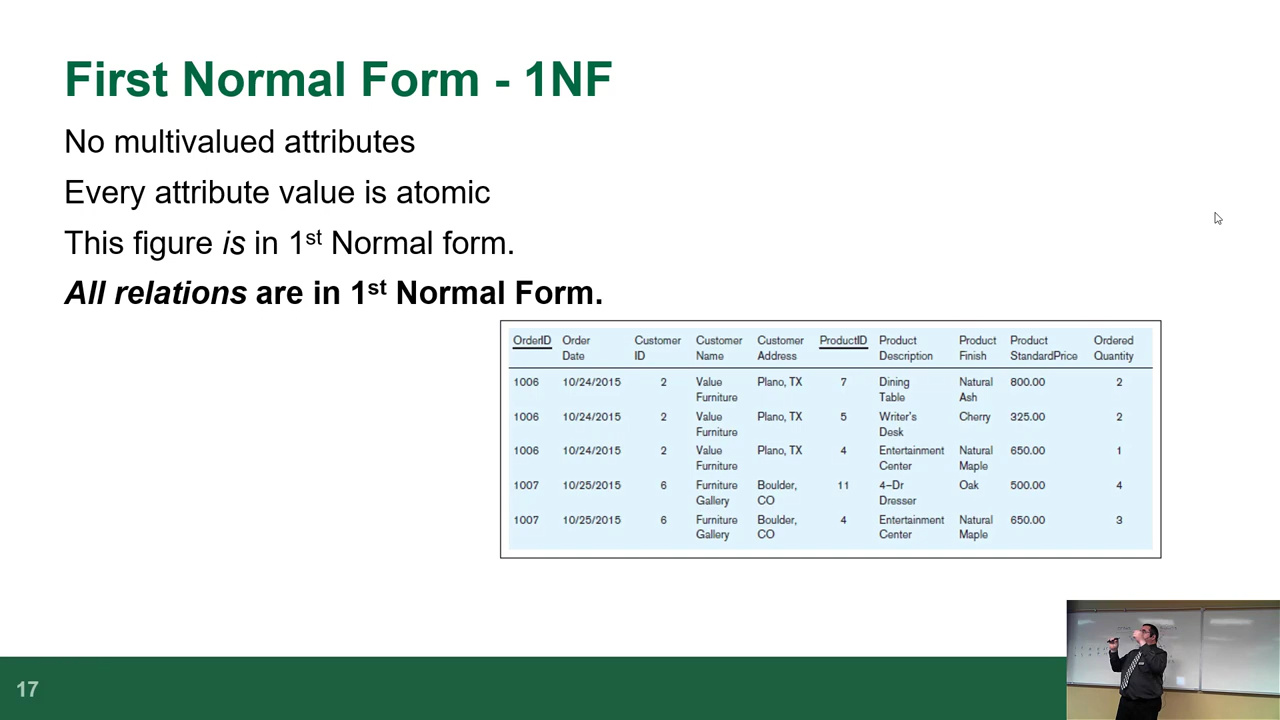 First Normal Form - 1NF
No multivalued attributes
Every attribute value is atomic
This figure is in 1st Normal form.
All relations are in 1st Normal Form.
OrderID Order Customer Customer Customer ProductID Product Product Product Ordered
Date ID Name Address Description Finish StandardPrice Quantity
1006 10/24/2015 2 Value Plano, TX 7 Dining Natural 800.00 2
Furniture Table Ash
1006 10/24/2015 2 Value Plano, TX 5 Writer's Cherry 325.00 2
Furniture Desk
1006 10/24/2015 2 Value Plano, TX 4 Entertainment Natural 650.00 1
Furniture Center Maple
1007 10/25/2015 6 Furniture Boulder, 11 4–Dr Oak 500.00 4
Gallery CO Dresser
1007 10/25/2015 6 Furniture Boulder, 4 Entertainment Natural 650.00 3
Gallery CO Center Maple
17